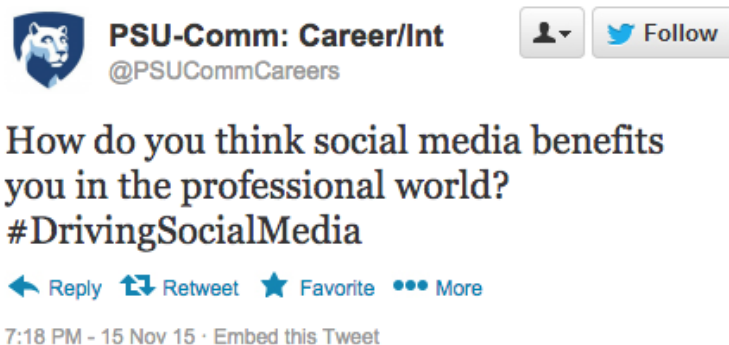 PSU-Comm: Career/Int
Follow
@PSUCommCareers
How do you think social media benefits
you in the professional world?
#DrivingSocialMedia
Reply Retweet Favorite ••• More
7:18 PM - 15 Nov 15 · Embed this Tweet